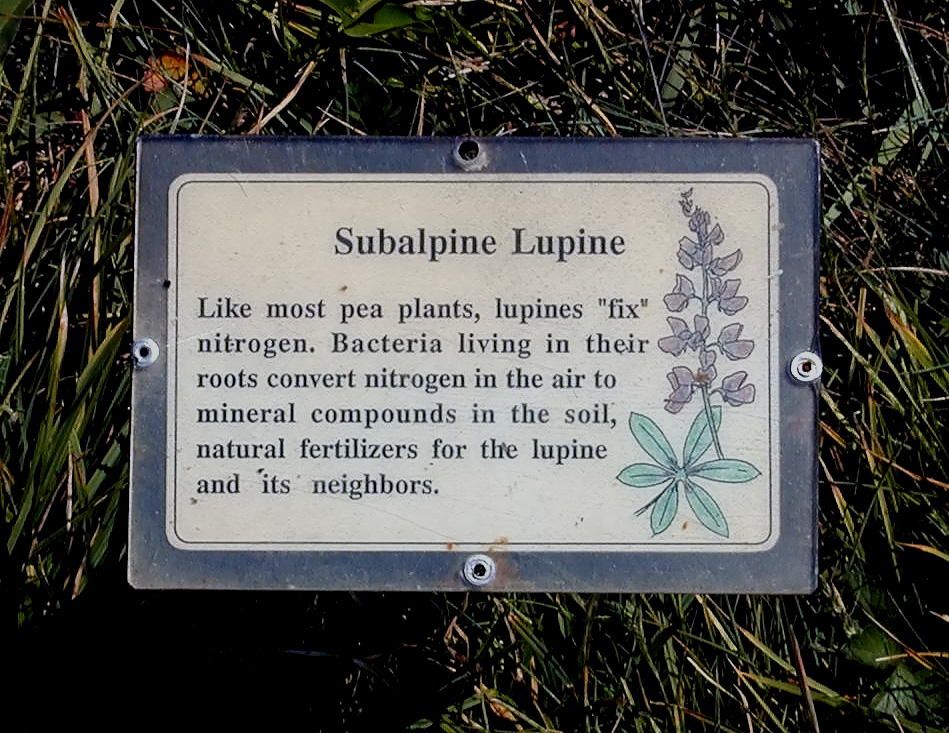 Subalpine Lupine
Like most pea plants, lupines "fix"
nitrogen. Bacteria living in their
roots convert nitrogen in the air to
mineral compounds in the soil,
natural fertilizers for the lupine
and its neighbors.